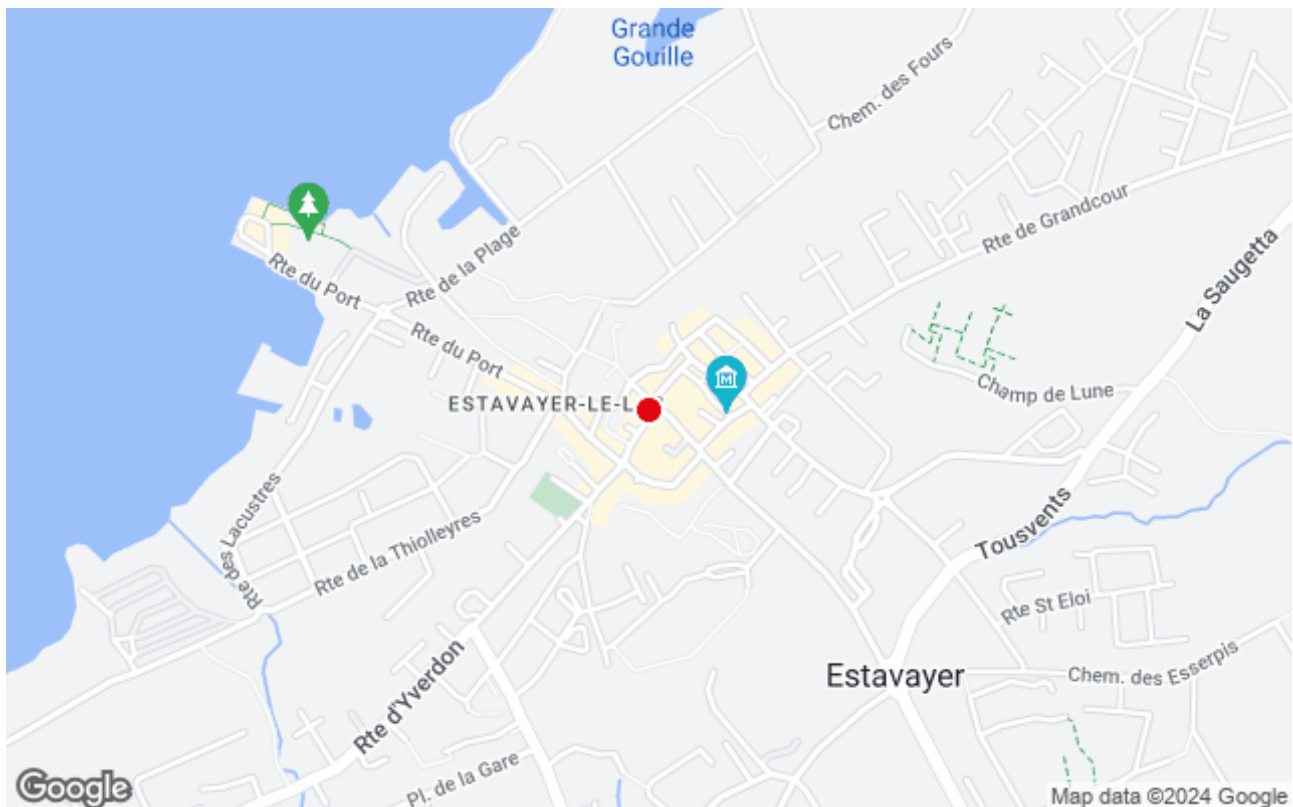 Grande
Gouille
Chem. des Fours
Rte de Grandcour
La Saugetta
Rte de la Plage
Rte du Port
Rte du Port
M
Champ de Lune
ESTAVAYER-LE-L
Rte des Lacustres
Rte de la Thiolleyres
Tousvents
Rte St Eloi
Estavayer
Chem. des Esserpis
Rte d'Yverdon
Pl. de la Gare
Google
Map data ©2024 Google